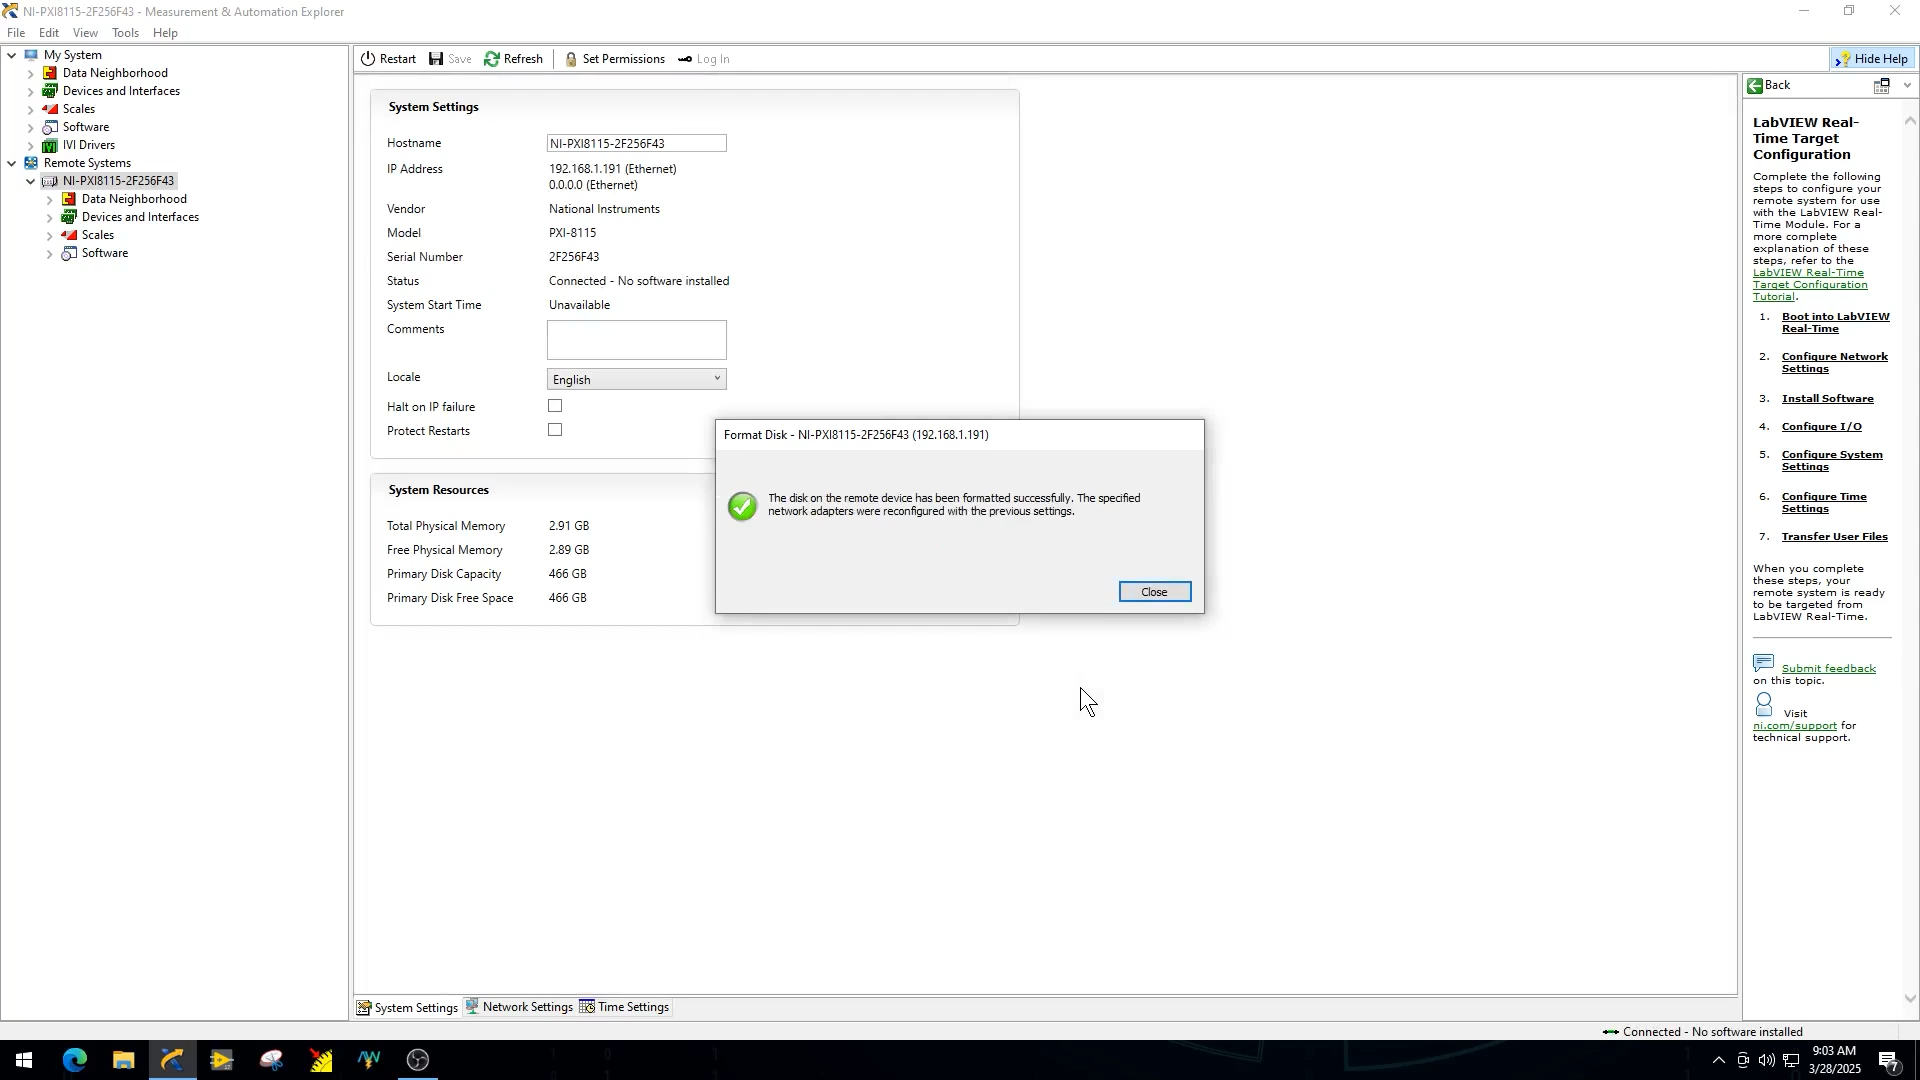 NI-PXI8115-2F256F43 - Measurement & Automation Explorer
File Edit View Tools Help
My System
Data Neighborhood
Devices and Interfaces
Scales
Software
IVI Drivers
Remote Systems
NI-PXI8115-2F256F43
Data Neighborhood
Devices and Interfaces
Scales
Software
Restart Save Refresh Set Permissions Log In
Hide Help
System Settings
Hostname NI-PXI8115-2F256F43
IP Address 192.168.1.191 (Ethernet)
0.0.0.0 (Ethernet)
Vendor National Instruments
Model PXI-8115
Serial Number 2F256F43
Status Connected - No software installed
System Start Time Unavailable
Comments
Locale English
Halt on IP failure
Protect Restarts
System Resources
Total Physical Memory 2.91 GB
Free Physical Memory 2.89 GB
Primary Disk Capacity 466 GB
Primary Disk Free Space 466 GB
Format Disk - NI-PXI8115-2F256F43 (192.168.1.191)
The disk on the remote device has been formatted successfully. The specified
network adapters were reconfigured with the previous settings.
Close
System Settings Network Settings Time Settings
Back
LabVIEW Real-
Time Target
Configuration
Complete the following
steps to configure your
remote system for use
with the LabVIEW Real-
Time Module. For a
more complete
explanation of these
steps, refer to the
LabVIEW Real-Time
Target Configuration
Tutorial.
1. Boot into LabVIEW
Real-Time
2. Configure Network
Settings
3. Install Software
4. Configure I/O
5. Configure System
Settings
6. Configure Time
Settings
7. Transfer User Files
When you complete
these steps, your
remote system is ready
to be targeted from
LabVIEW Real-Time.
Submit feedback
on this topic.
Visit
ni.com/support for
technical support.
Connected - No software installed
9:03 AM
3/28/2025
7